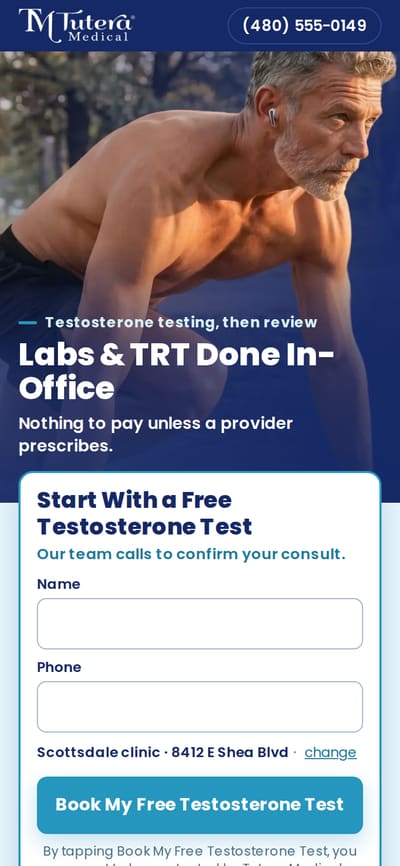 TM Tutera®
Medical
(480) 555-0149
Testosterone testing, then review
Labs & TRT Done In-
Office
Nothing to pay unless a provider
prescribes.
Start With a Free
Testosterone Test
Our team calls to confirm your consult.
Name
Phone
Scottsdale clinic · 8412 E Shea Blvd · change
Book My Free Testosterone Test
By tapping Book My Free Testosterone Test, you